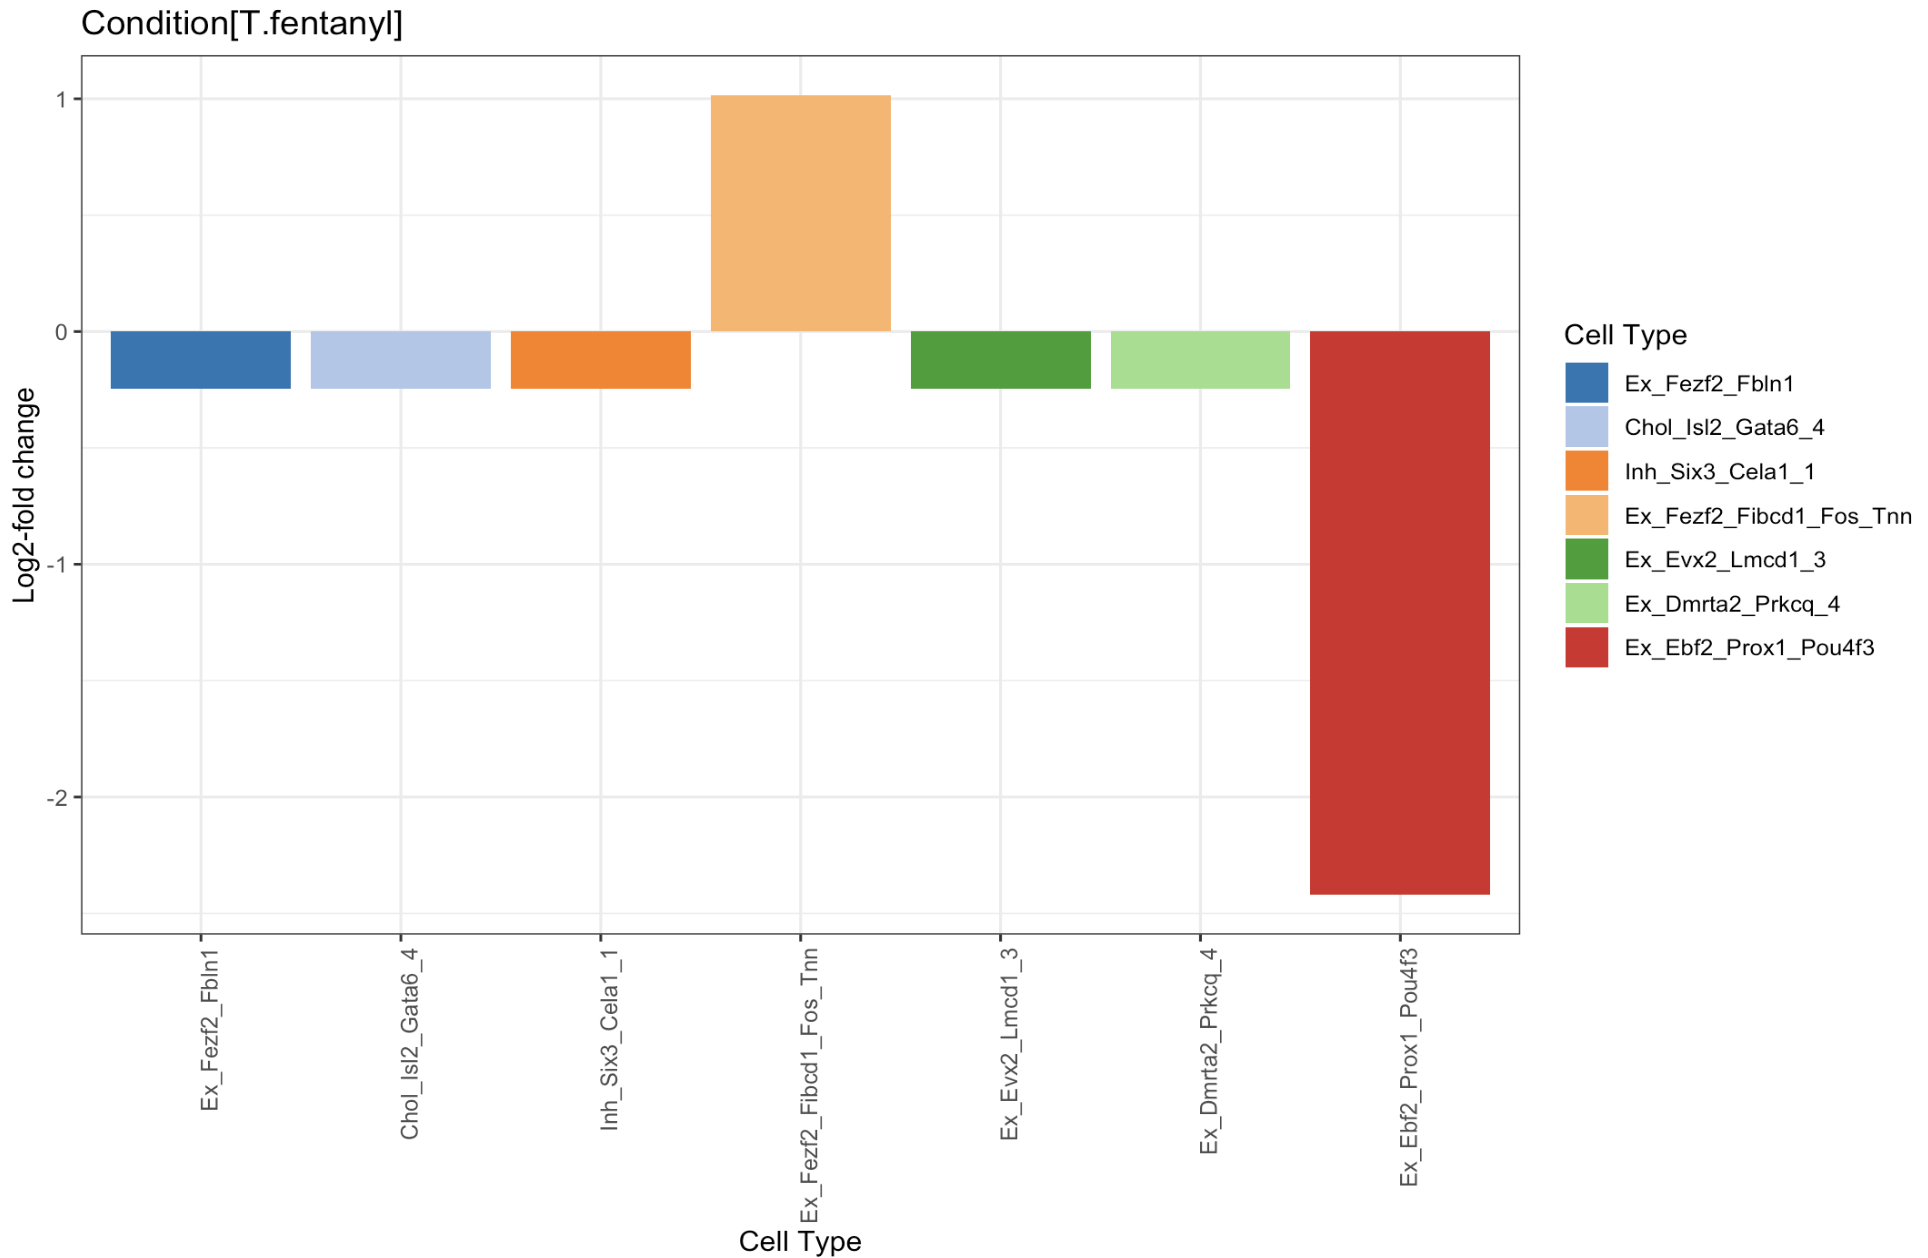 Condition[T.fentanyl]
Log2-fold change
1
0
-1
-2
Ex_Fezf2_Fbln1
Chol_Isl2_Gata6_4
Inh_Six3_Cela1_1
Ex_Fezf2_Fibcd1_Fos_Tnn
Ex_Evx2_Lmcd1_3
Ex_Dmrta2_Prkcq_4
Ex_Ebf2_Prox1_Pou4f3
Cell Type
Cell Type
Ex_Fezf2_Fbln1
Chol_Isl2_Gata6_4
Inh_Six3_Cela1_1
Ex_Fezf2_Fibcd1_Fos_Tnn
Ex_Evx2_Lmcd1_3
Ex_Dmrta2_Prkcq_4
Ex_Ebf2_Prox1_Pou4f3